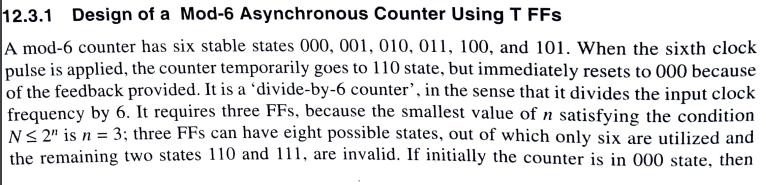 12.3.1 Design of a Mod-6 Asynchronous Counter Using T FFs
A mod-6 counter has six stable states 000, 001, 010, 011, 100, and 101. When the sixth clock
pulse is applied, the counter temporarily goes to 110 state, but immediately resets to 000 because
of the feedback provided. It is a ‘divide-by-6 counter’, in the sense that it divides the input clock
frequency by 6. It requires three FFs, because the smallest value of n satisfying the condition
N ≤ 2ⁿ is n = 3; three FFs can have eight possible states, out of which only six are utilized and
the remaining two states 110 and 111, are invalid. If initially the counter is in 000 state, then